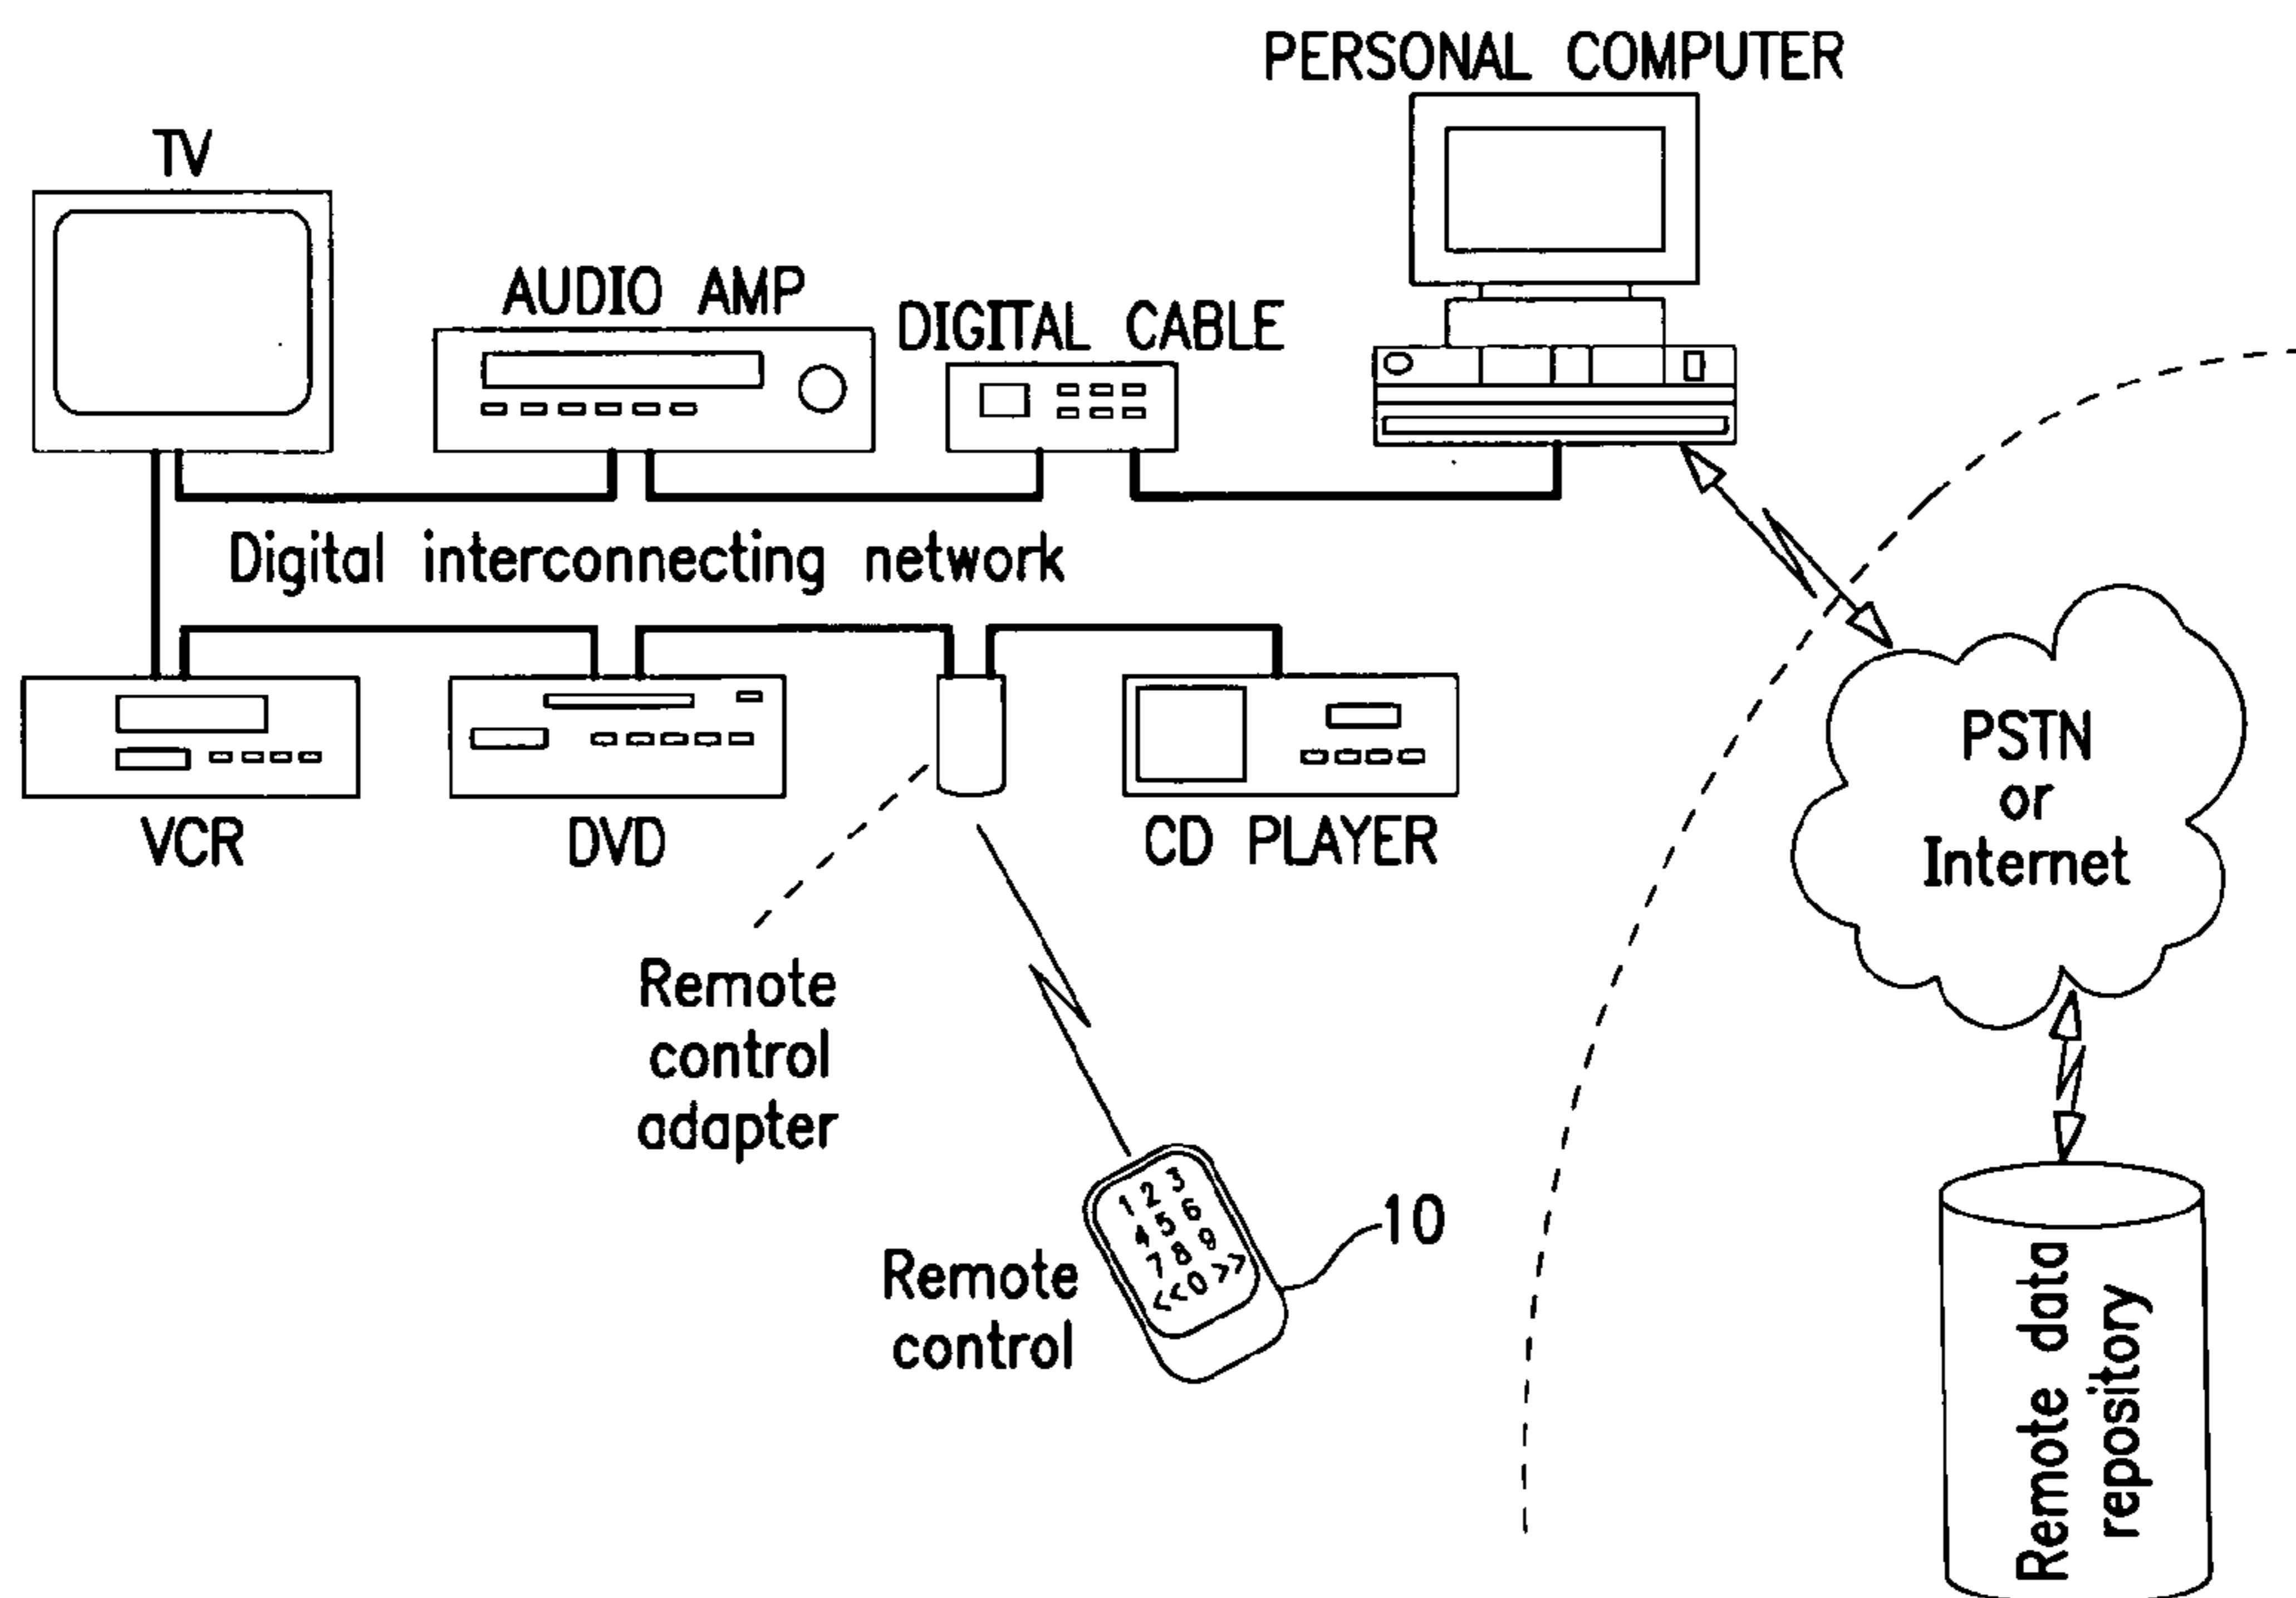 PERSONAL COMPUTER
TV
AUDIO AMP
DIGITAL CABLE
Digital interconnecting network
VCR
DVD
CD PLAYER
PSTN
or
Internet
Remote
control
adapter
1 2 3
4 5 6
7 8 9
<<0>>
10
Remote
control
Remote data
repository